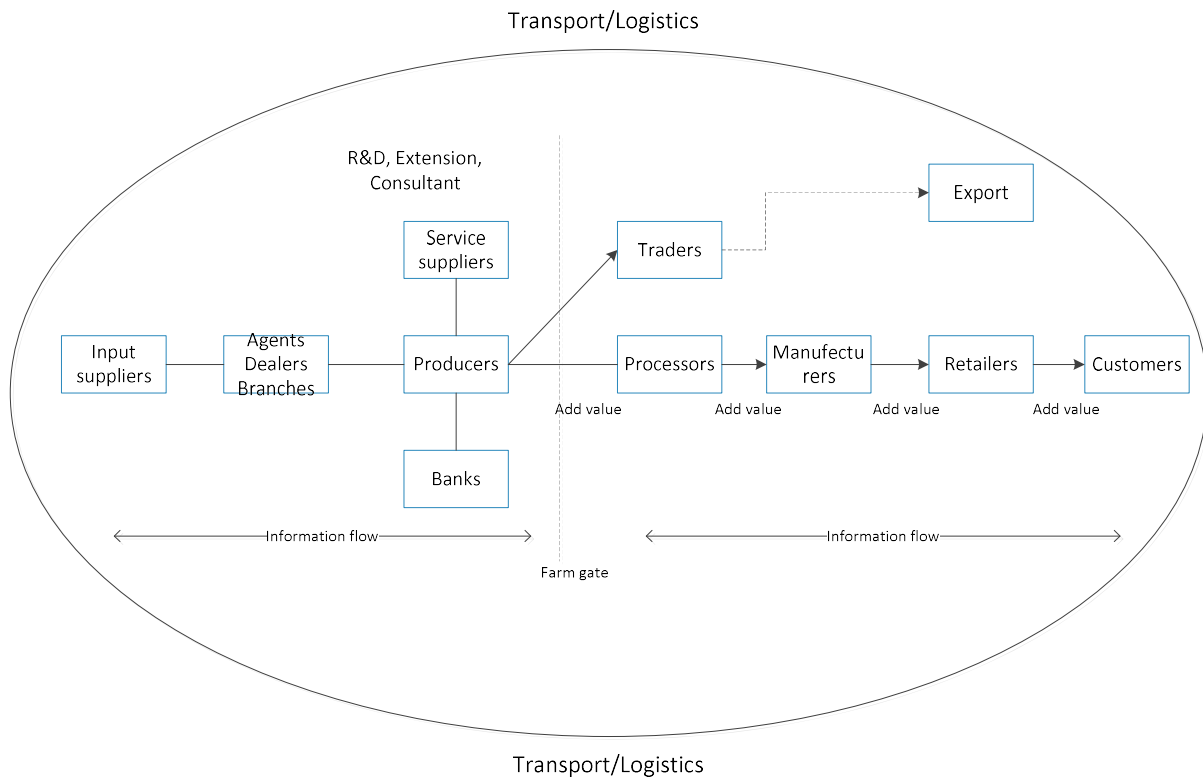 Transport/Logistics
R&D, Extension,
Consultant
Export
Service
suppliers
Traders
Input
suppliers
Agents
Dealers
Branches
Producers
Processors
Manufectu
rers
Retailers
Customers
Add value
Add value
Add value
Add value
Banks
Information flow
Information flow
Farm gate
Transport/Logistics